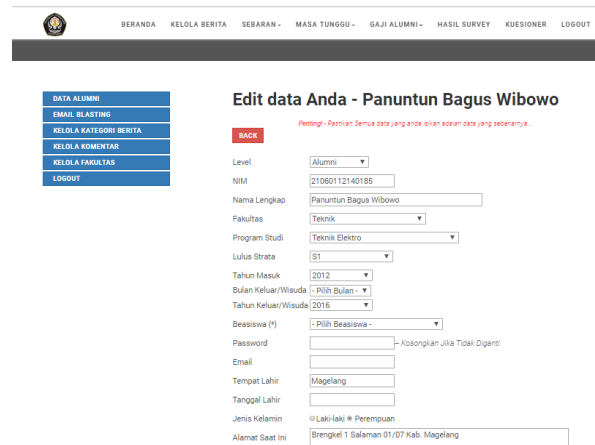 BERANDA KELOLA BERITA SEBARAN MASA TUNGGU GAJI ALUMNI HASIL SURVEY KUESIONER LOGOUT
DATA ALUMNI
EMAIL BLASTING
KELOLA KATEGORI BERITA
KELOLA KOMENTAR
KELOLA FAKULTAS
LOGOUT
Edit data Anda - Panuntun Bagus Wibowo
Penting! - Pastikan Semua data yang anda isikan adalah data yang sebenarnya...
BACK
Level Alumni
NIM 21060112140185
Nama Lengkap Panuntun Bagus Wibowo
Fakultas Teknik
Program Studi Teknik Elektro
Lulus Strata S1
Tahun Masuk 2012
Bulan Keluar/Wisuda - Pilih Bulan -
Tahun Keluar/Wisuda 2016
Beasiswa (*) - Pilih Beasiswa -
Password -- Kosongkan Jika Tidak Diganti
Email
Tempat Lahir Magelang
Tanggal Lahir
Jenis Kelamin Laki-laki Perempuan
Alamat Saat Ini Brengkel 1 Salaman 01/07 Kab. Magelang